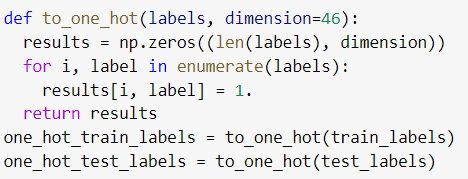 def to_one_hot(labels, dimension=46):
  results = np.zeros((len(labels), dimension))
  for i, label in enumerate(labels):
    results[i, label] = 1.
  return results
one_hot_train_labels = to_one_hot(train_labels)
one_hot_test_labels = to_one_hot(test_labels)